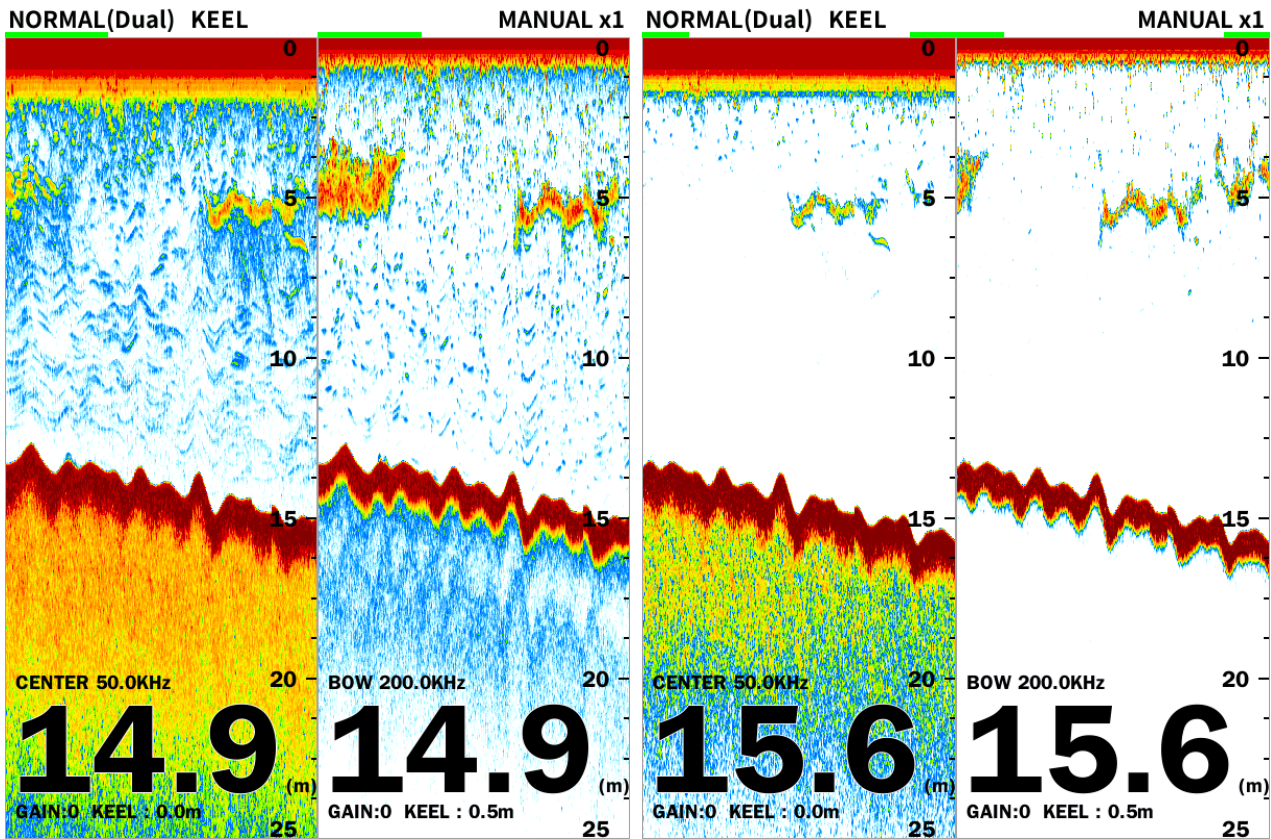 NORMAL(Dual) KEEL MANUAL x1
0 0
5 5
10 10
15 15
CENTER 50.0KHz 20 BOW 200.0KHz 20
14.9 (m) 14.9 (m)
GAIN:0 KEEL : 0.0m GAIN:0 KEEL : 0.5m
25 25
NORMAL(Dual) KEEL MANUAL x1
0 0
5 5
10 10
15 15
CENTER 50.0KHz 20 BOW 200.0KHz 20
15.6 (m) 15.6 (m)
GAIN:0 KEEL : 0.0m GAIN:0 KEEL : 0.5m
25 25